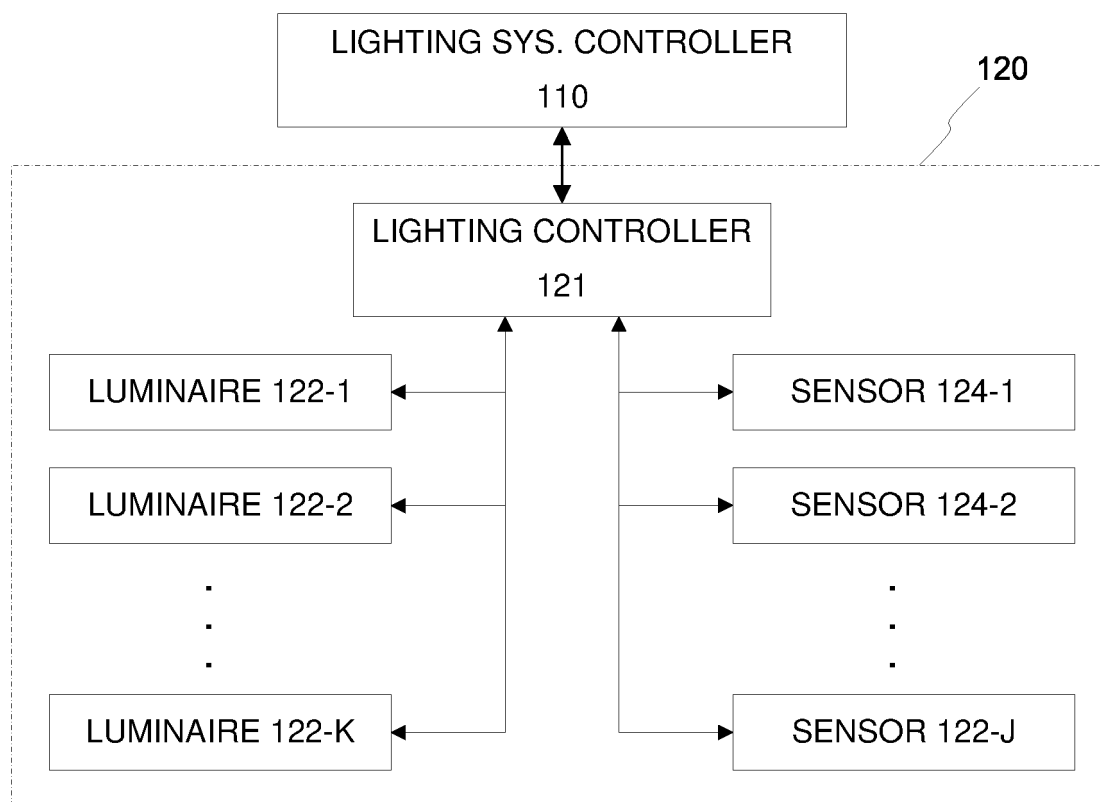 LIGHTING SYS. CONTROLLER
110
120
LIGHTING CONTROLLER
121
LUMINAIRE 122-1
SENSOR 124-1
LUMINAIRE 122-2
SENSOR 124-2
LUMINAIRE 122-K
SENSOR 122-J